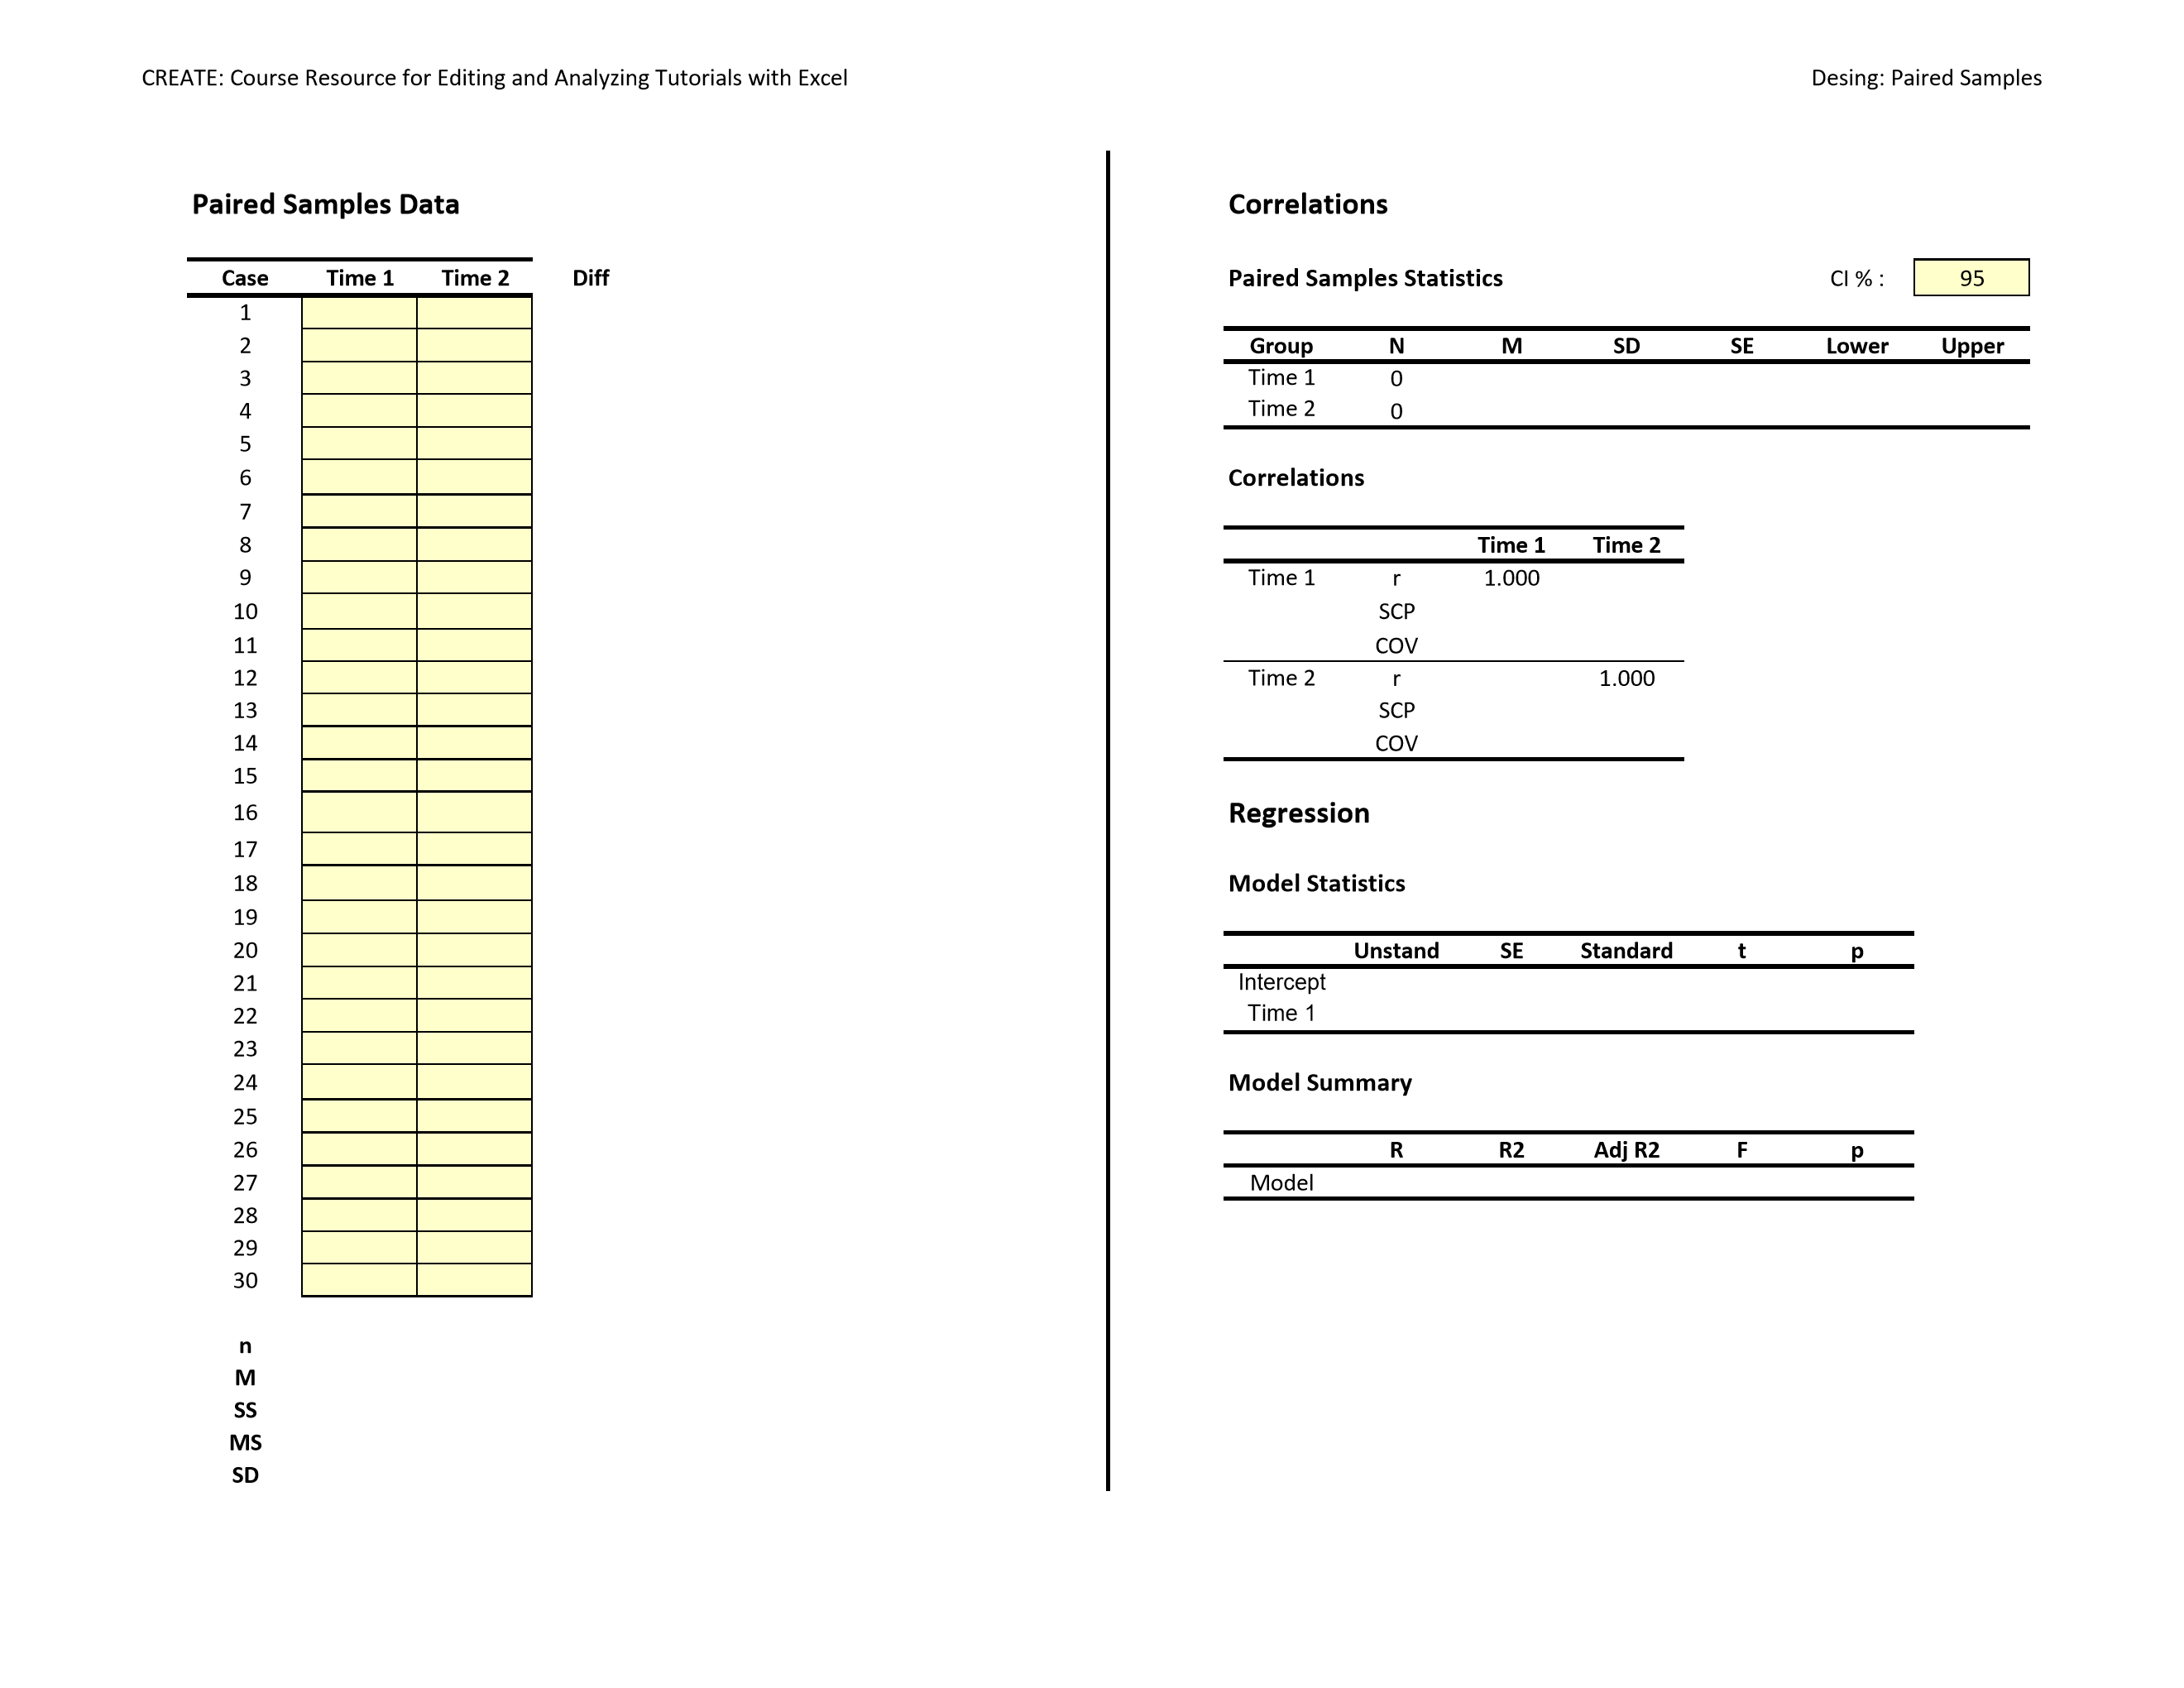 CREATE: Course Resource for Editing and Analyzing Tutorials with Excel
Desing: Paired Samples
Paired Samples Data
Case Time 1 Time 2 Diff
1
2
3
4
5
6
7
8
9
10
11
12
13
14
15
16
17
18
19
20
21
22
23
24
25
26
27
28
29
30
n
M
SS
MS
SD
Correlations
Paired Samples Statistics CI % : 95
Group N M SD SE Lower Upper
Time 1 0
Time 2 0
Correlations
Time 1 Time 2
Time 1 r 1.000
SCP
COV
Time 2 r 1.000
SCP
COV
Regression
Model Statistics
Unstand SE Standard t p
Intercept
Time 1
Model Summary
R R2 Adj R2 F p
Model